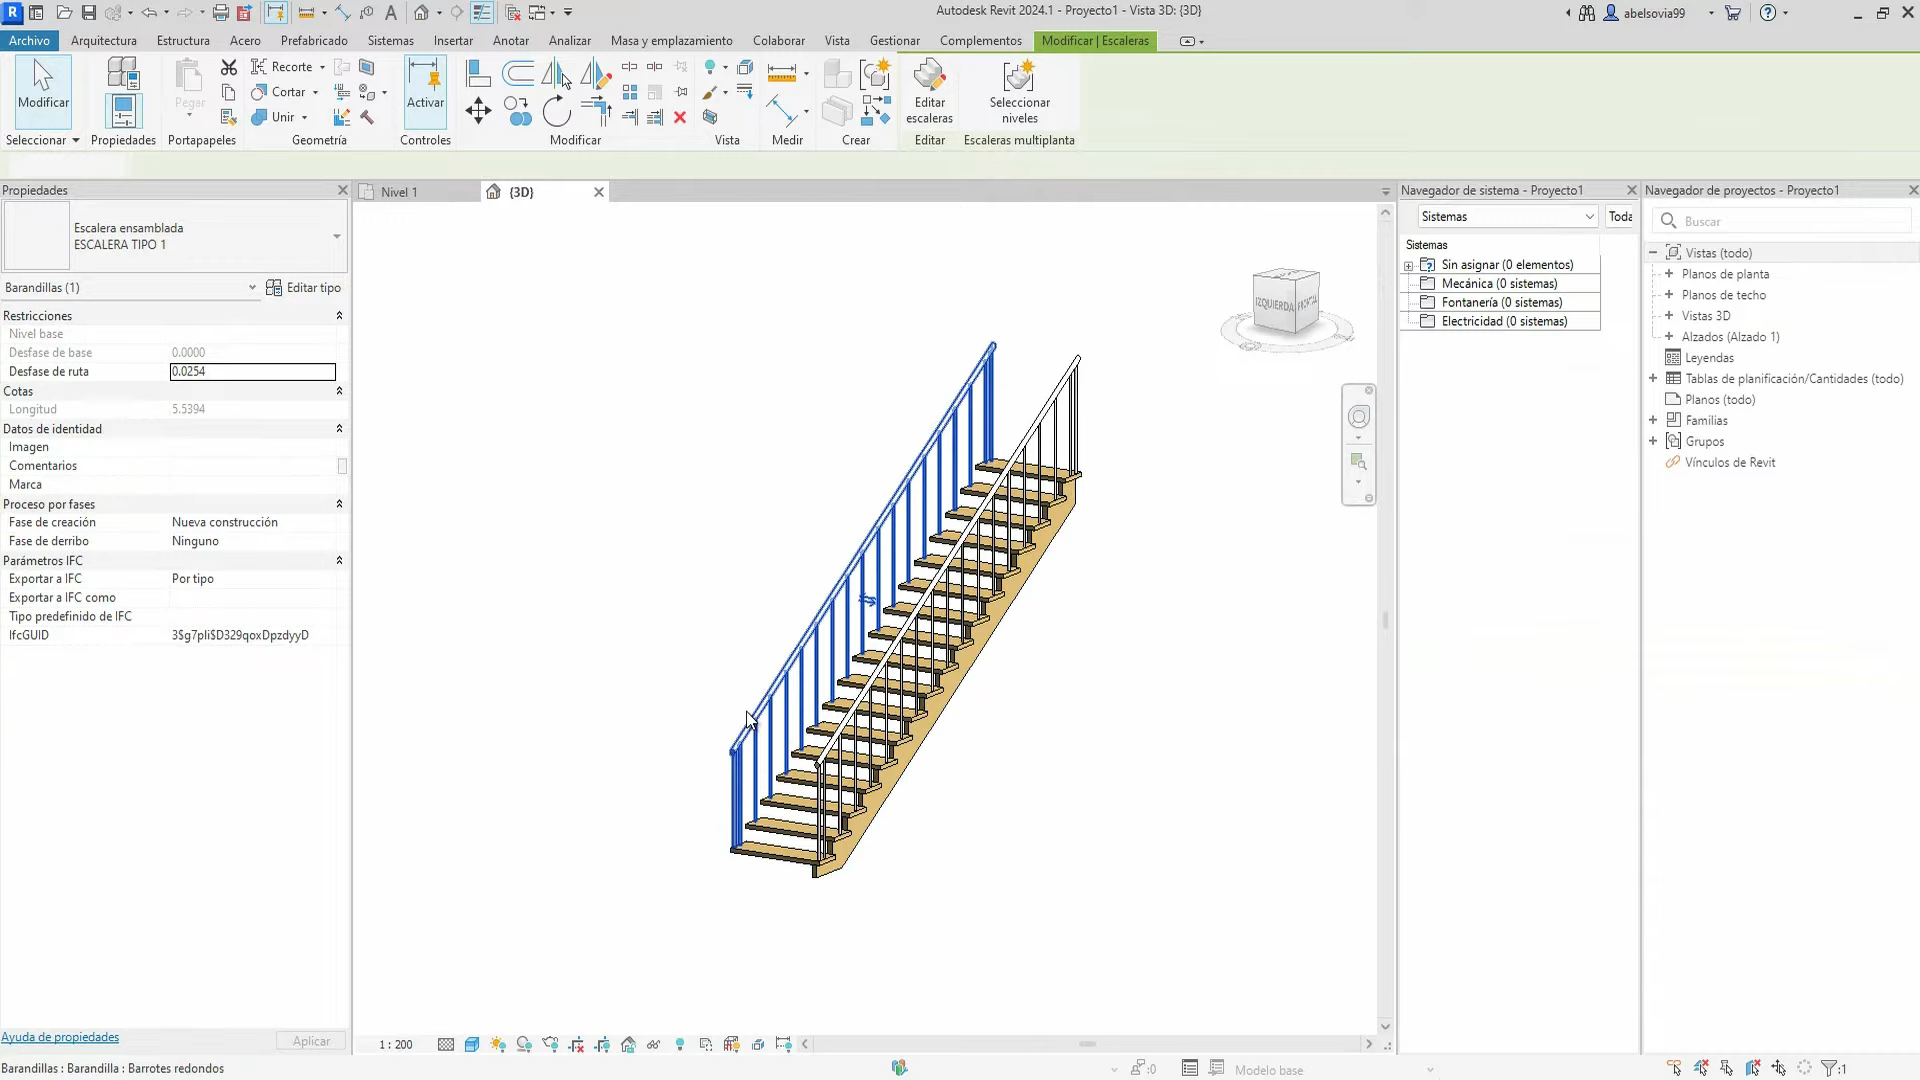 Autodesk Revit 2024.1 - Proyecto1 - Vista 3D: {3D}
abelsovia99
Archivo
Arquitectura
Estructura
Acero
Prefabricado
Sistemas
Insertar
Anotar
Analizar
Masa y emplazamiento
Colaborar
Vista
Gestionar
Complementos
Modificar | Escaleras
Modificar
Pegar
Recorte
Cortar
Unir
Activar
Editar escaleras
Seleccionar niveles
Seleccionar
Propiedades
Portapapeles
Geometría
Controles
Modificar
Vista
Medir
Crear
Editar
Escaleras multiplanta
Propiedades
Escalera ensamblada
ESCALERA TIPO 1
Barandillas (1)
Editar tipo
Restricciones
Nivel base
Desfase de base 0.0000
Desfase de ruta 0.0254
Cotas
Longitud 5.5394
Datos de identidad
Imagen
Comentarios
Marca
Proceso por fases
Fase de creación Nueva construcción
Fase de derribo Ninguno
Parámetros IFC
Exportar a IFC Por tipo
Exportar a IFC como
Tipo predefinido de IFC
IfcGUID 3$g7pIi$D329qoxDpzdyyD
Ayuda de propiedades
Aplicar
Nivel 1
{3D}
IZQUIERDA
FRONTAL
1 : 200
Navegador de sistema - Proyecto1
Sistemas
Toda
Sistemas
Sin asignar (0 elementos)
Mecánica (0 sistemas)
Fontanería (0 sistemas)
Electricidad (0 sistemas)
Navegador de proyectos - Proyecto1
Buscar
Vistas (todo)
Planos de planta
Planos de techo
Vistas 3D
Alzados (Alzado 1)
Leyendas
Tablas de planificación/Cantidades (todo)
Planos (todo)
Familias
Grupos
Vínculos de Revit
Barandillas : Barandilla : Barrotes redondos
:0
Modelo base
:1